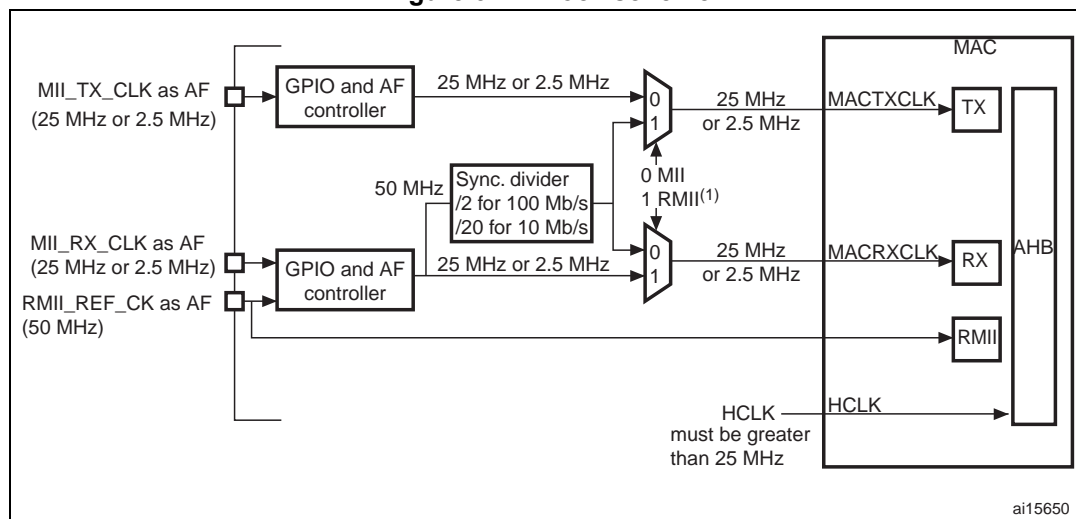 MAC
MII_TX_CLK as AF
(25 MHz or 2.5 MHz)
GPIO and AF
controller
25 MHz or 2.5 MHz
0
1
25 MHz
or 2.5 MHz
MACTXCLK
TX
50 MHz
Sync. divider
/2 for 100 Mb/s
/20 for 10 Mb/s
0 MII
1 RMII(1)
MII_RX_CLK as AF
(25 MHz or 2.5 MHz)
RMII_REF_CK as AF
(50 MHz)
GPIO and AF
controller
25 MHz or 2.5 MHz
0
1
25 MHz
or 2.5 MHz
MACRXCLK
RX
AHB
RMII
HCLK
must be greater
than 25 MHz
HCLK
ai15650